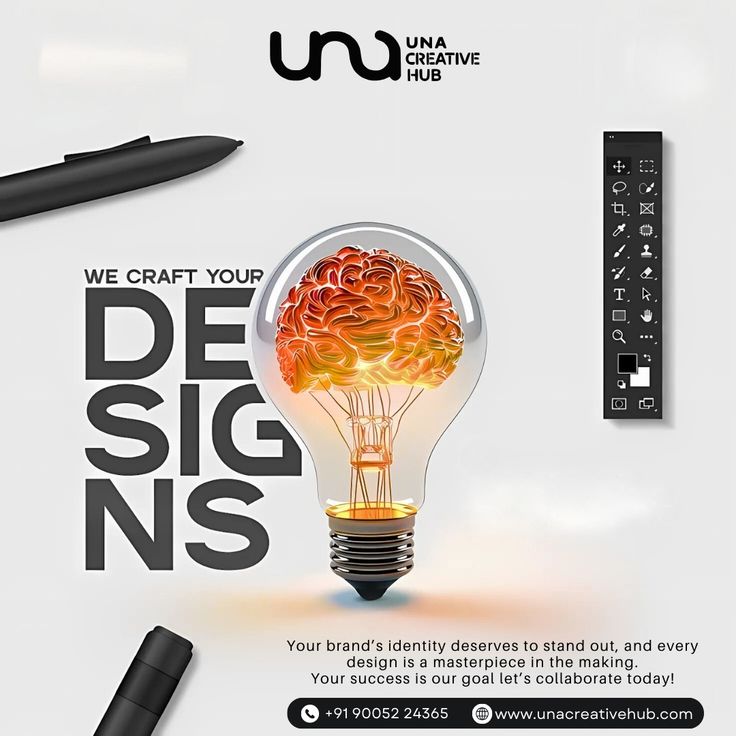 una
UNA
CREATIVE
HUB
WE CRAFT YOUR
DE
SIG
NS
T
Your brand’s identity deserves to stand out, and every
design is a masterpiece in the making.
Your success is our goal let’s collaborate today!
+91 90052 24365 www.unacreativehub.com